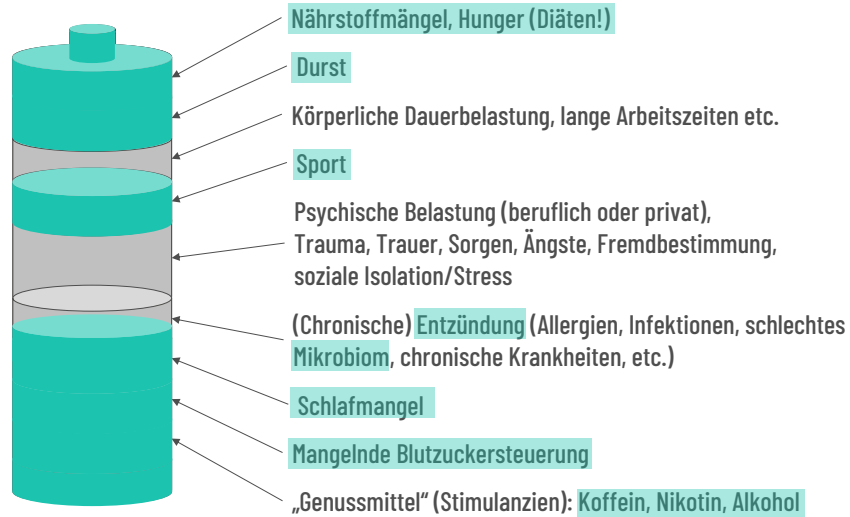 Nährstoffmängel, Hunger (Diäten!)
Durst
Körperliche Dauerbelastung, lange Arbeitszeiten etc.
Sport
Psychische Belastung (beruflich oder privat),
Trauma, Trauer, Sorgen, Ängste, Fremdbestimmung,
soziale Isolation/Stress
(Chronische) Entzündung (Allergien, Infektionen, schlechtes
Mikrobiom, chronische Krankheiten, etc.)
Schlafmangel
Mangelnde Blutzuckersteuerung
„Genussmittel“ (Stimulanzien): Koffein, Nikotin, Alkohol